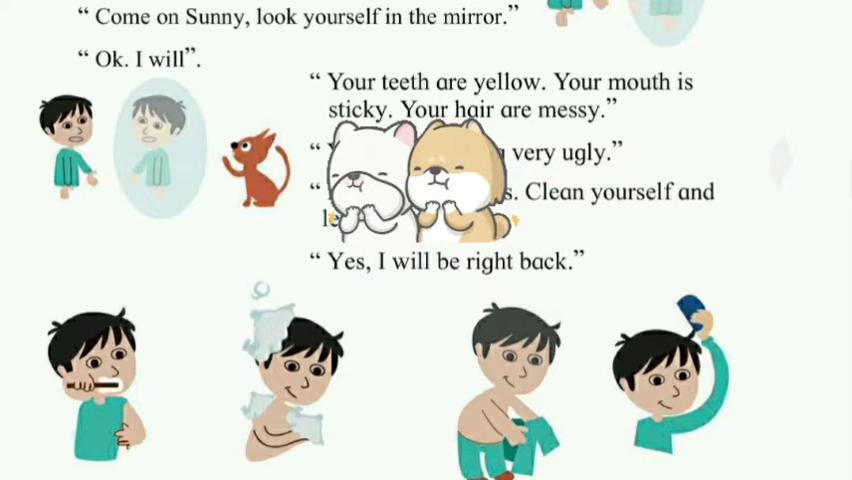 “ Come on Sunny, look yourself in the mirror.”
“ Ok. I will”.
“ Your teeth are yellow. Your mouth is
sticky. Your hair are messy.”
“ very ugly.”
“ Clean yourself and
“ Yes, I will be right back.”